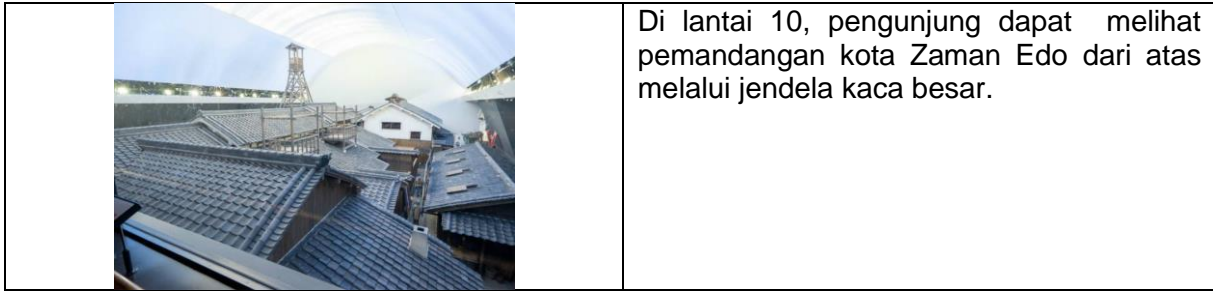 Di lantai 10, pengunjung dapat melihat
pemandangan kota Zaman Edo dari atas
melalui jendela kaca besar.